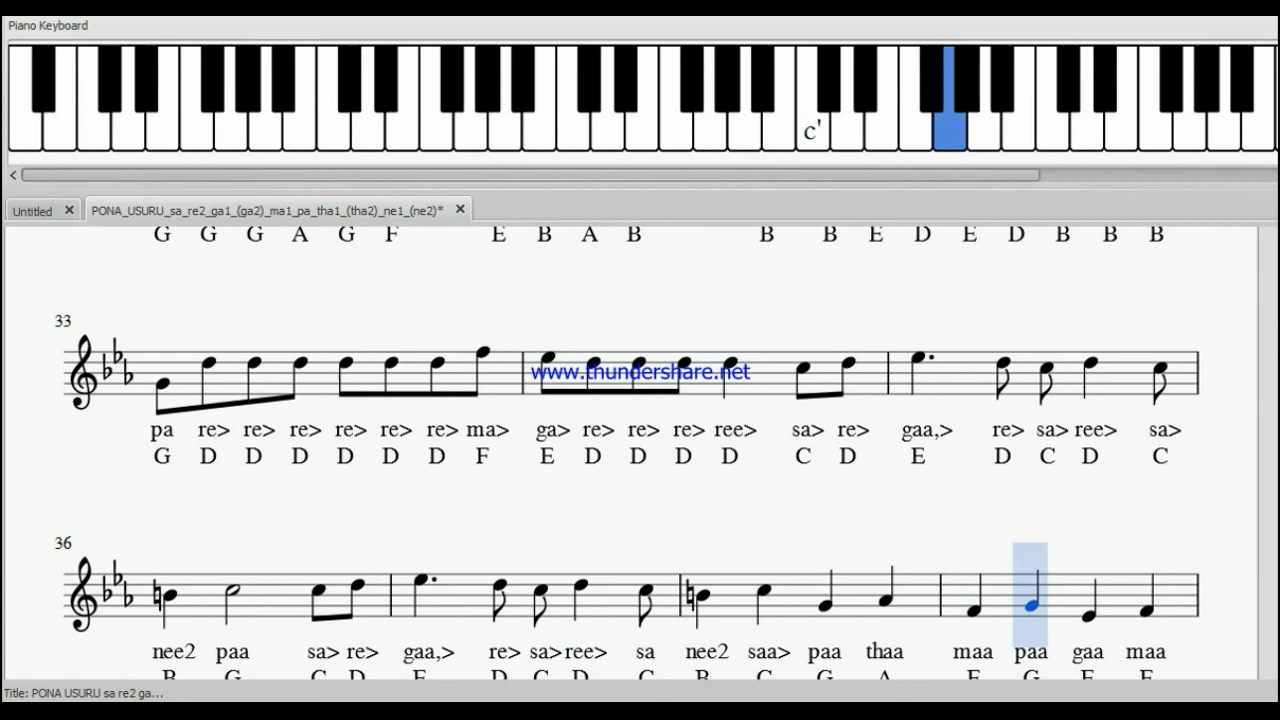 Piano Keyboard
c'
<
Untitled ✕ PONA_USURU_sa_re2_ga1_(ga2)_ma1_pa_tha1_(tha2)_ne1_(ne2)* ✕
G G G A G F E B A B B B E D E D B B B
33
www.thundershare.net
pa re> re> re> re> re> re> ma> ga> re> re> re> ree> sa> re> gaa,> re> sa> ree> sa>
G D D D D D D F E D D D D C D E D C D C
36
nee2 paa sa> re> gaa,> re> sa> ree> sa nee2 saa> paa thaa maa paa gaa maa
B G C D E D C D C B C G A F G E F
Title: PONA USURU sa re2 ga...